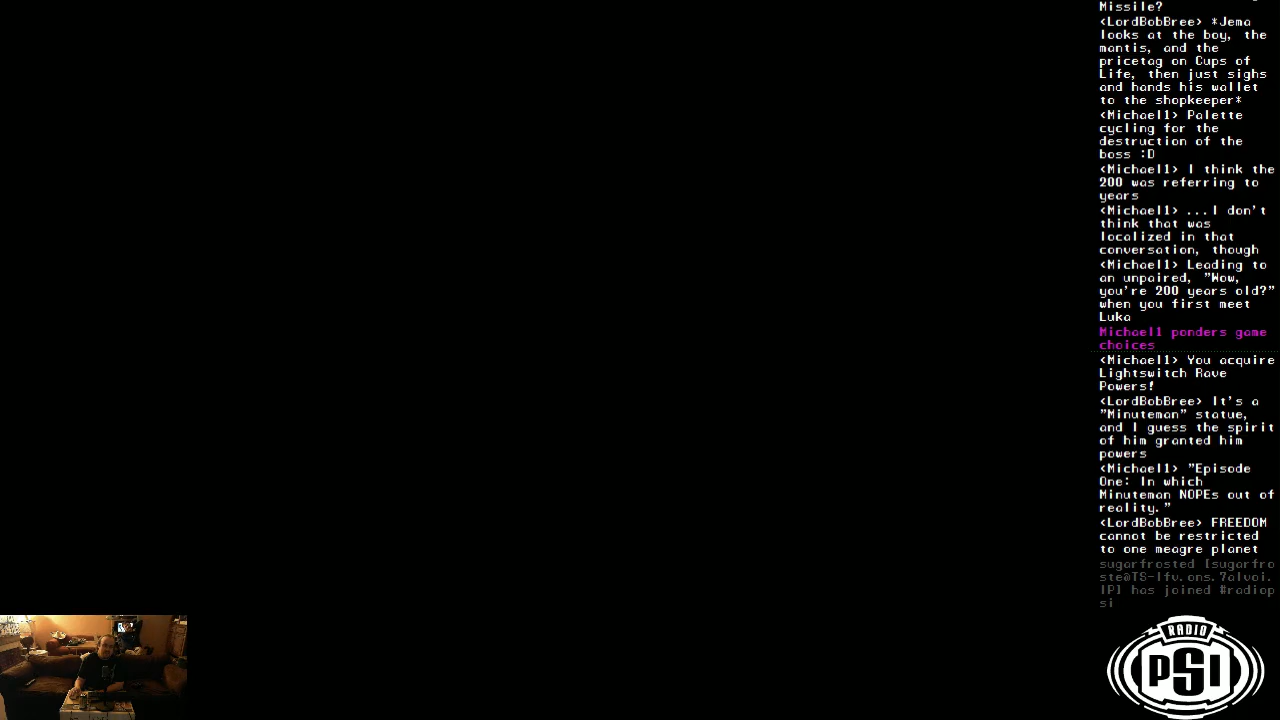 Missile?
<LordBobBree> *Jema
looks at the boy, the
mantis, and the
pricetag on Cups of
Life, then just sighs
and hands his wallet
to the shopkeeper*
<Michael1> Palette
cycling for the
destruction of the
boss :D
<Michael1> I think the
200 was referring to
years
<Michael1> ...I don't
think that was
localized in that
conversation, though
<Michael1> Leading to
an unpaired, "Wow,
you're 200 years old?"
when you first meet
Luka
Michael1 ponders game
choices
<Michael1> You acquire
Lightswitch Rave
Powers!
<LordBobBree> It's a
"Minuteman" statue,
and I guess the spirit
of him granted him
powers
<Michael1> "Episode
One: In which
Minuteman NOPEs out of
reality."
<LordBobBree> FREEDOM
cannot be restricted
to one meagre planet
sugarfrosted [sugarfro
has joined #radiop
si
RADIO
PSI